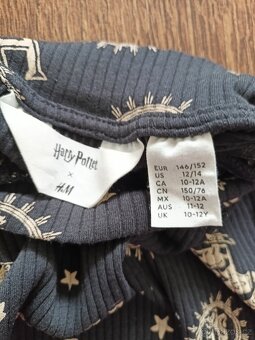 Harry Potter
×
H&M
EUR 146/152
US 12/14
CA 10-12A
CN 150/76
MX 10-12A
AUS 11-12
UK 10-12Y